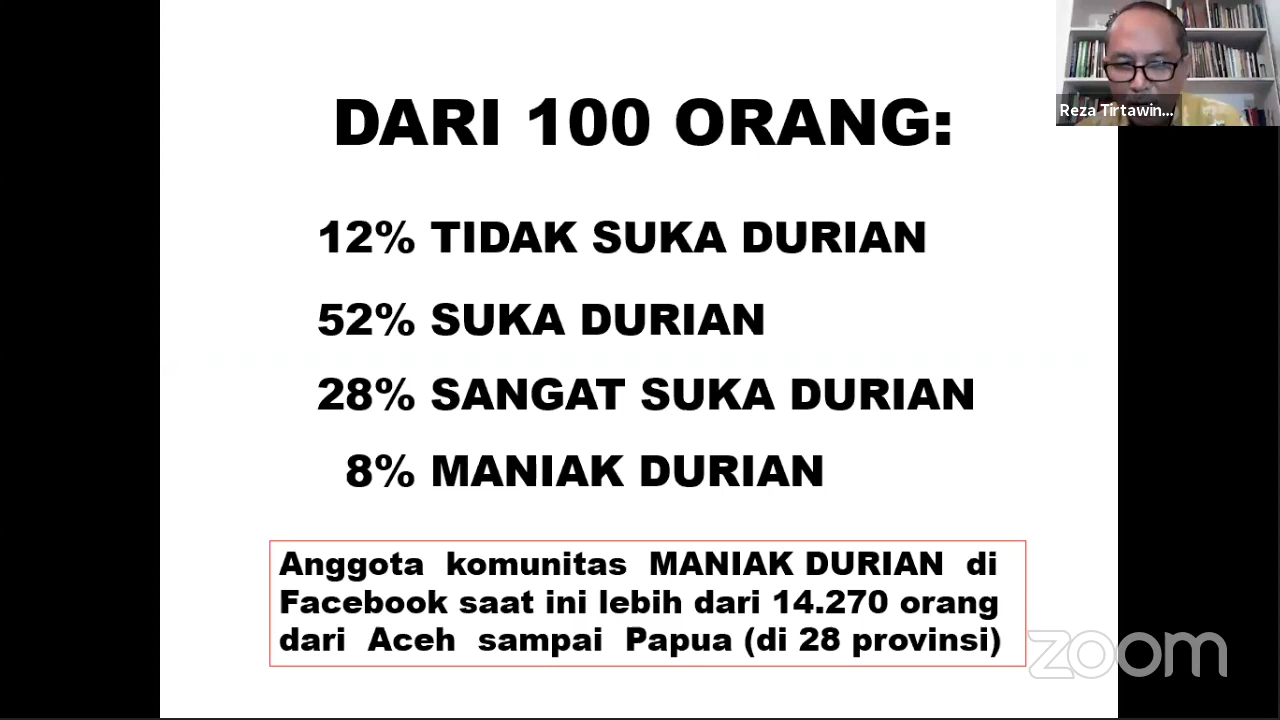 Reza Tirtawin...
DARI 100 ORANG:
12% TIDAK SUKA DURIAN
52% SUKA DURIAN
28% SANGAT SUKA DURIAN
8% MANIAK DURIAN
Anggota komunitas MANIAK DURIAN di
Facebook saat ini lebih dari 14.270 orang
dari Aceh sampai Papua (di 28 provinsi)
zoom